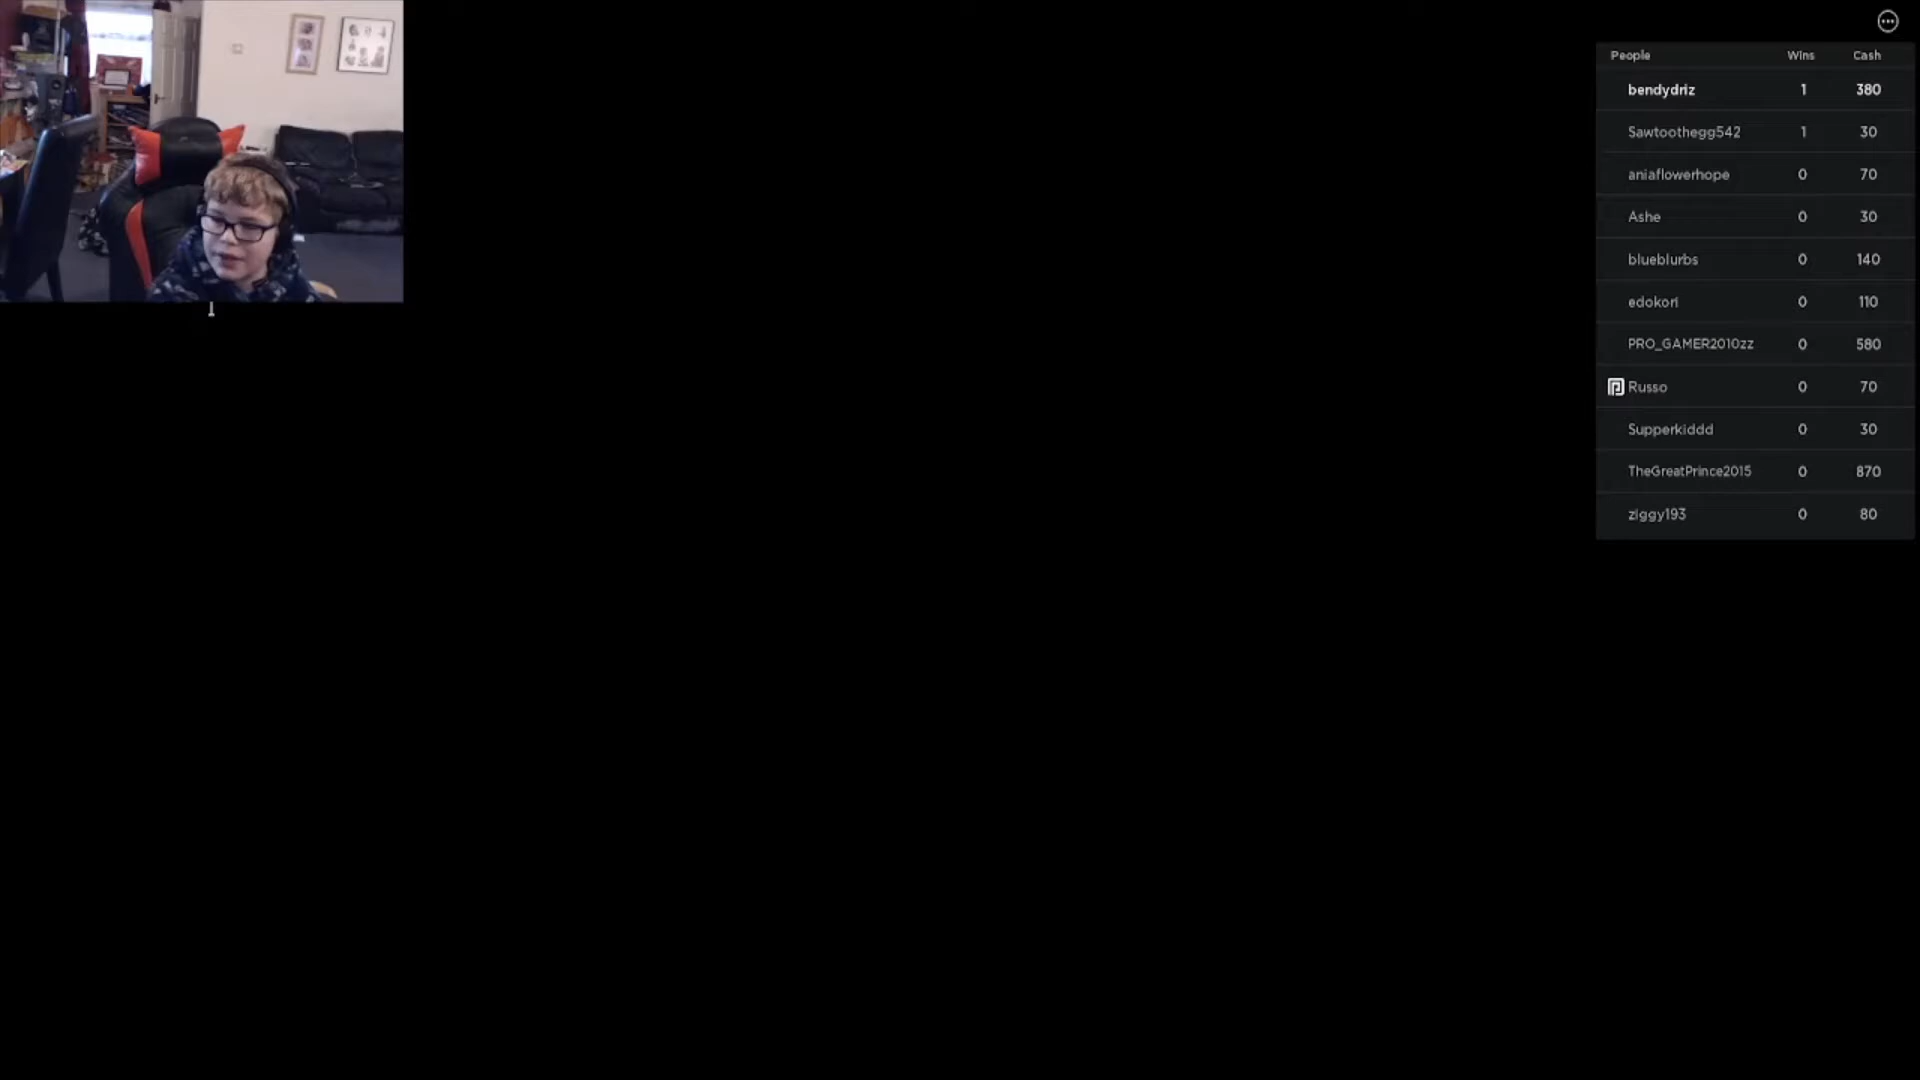 People Wins Cash
bendydriz 1 380
Sawtoothegg542 1 30
aniaflowerhope 0 70
Ashe 0 30
blueblurbs 0 140
edokori 0 110
PRO_GAMER2010zz 0 580
Russo 0 70
Supperkiddd 0 30
TheGreatPrince2015 0 870
ziggy193 0 80